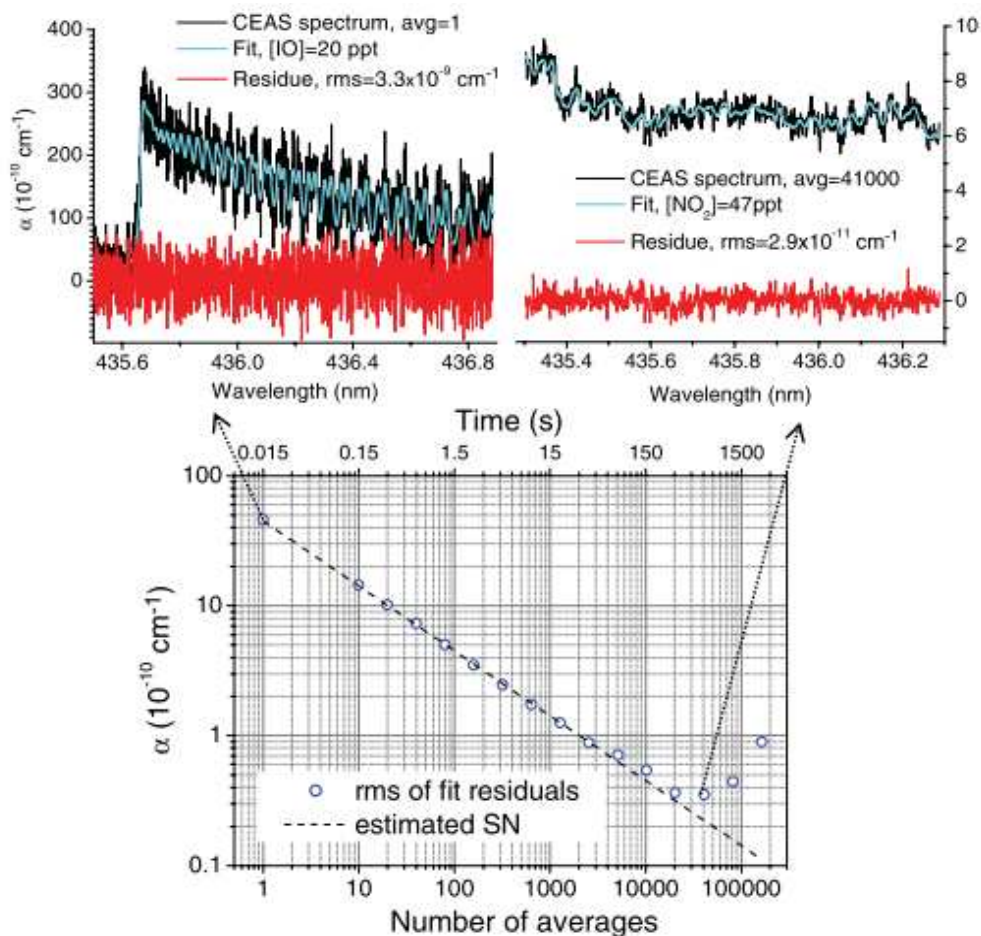 CEAS spectrum, avg=1
Fit, [IO]=20 ppt
Residue, rms=3.3x10⁻⁹ cm⁻¹
400
300
200
100
0
α (10⁻¹⁰ cm⁻¹)
435.6 436.0 436.4 436.8
Wavelength (nm)
CEAS spectrum, avg=41000
Fit, [NO₂]=47ppt
Residue, rms=2.9x10⁻¹¹ cm⁻¹
10
8
6
4
2
0
435.4 435.6 435.8 436.0 436.2
Wavelength (nm)
Time (s)
0.015 0.15 1.5 15 150 1500
100
10
1
0.1
α (10⁻¹⁰ cm⁻¹)
rms of fit residuals
estimated SN
1 10 100 1000 10000 100000
Number of averages